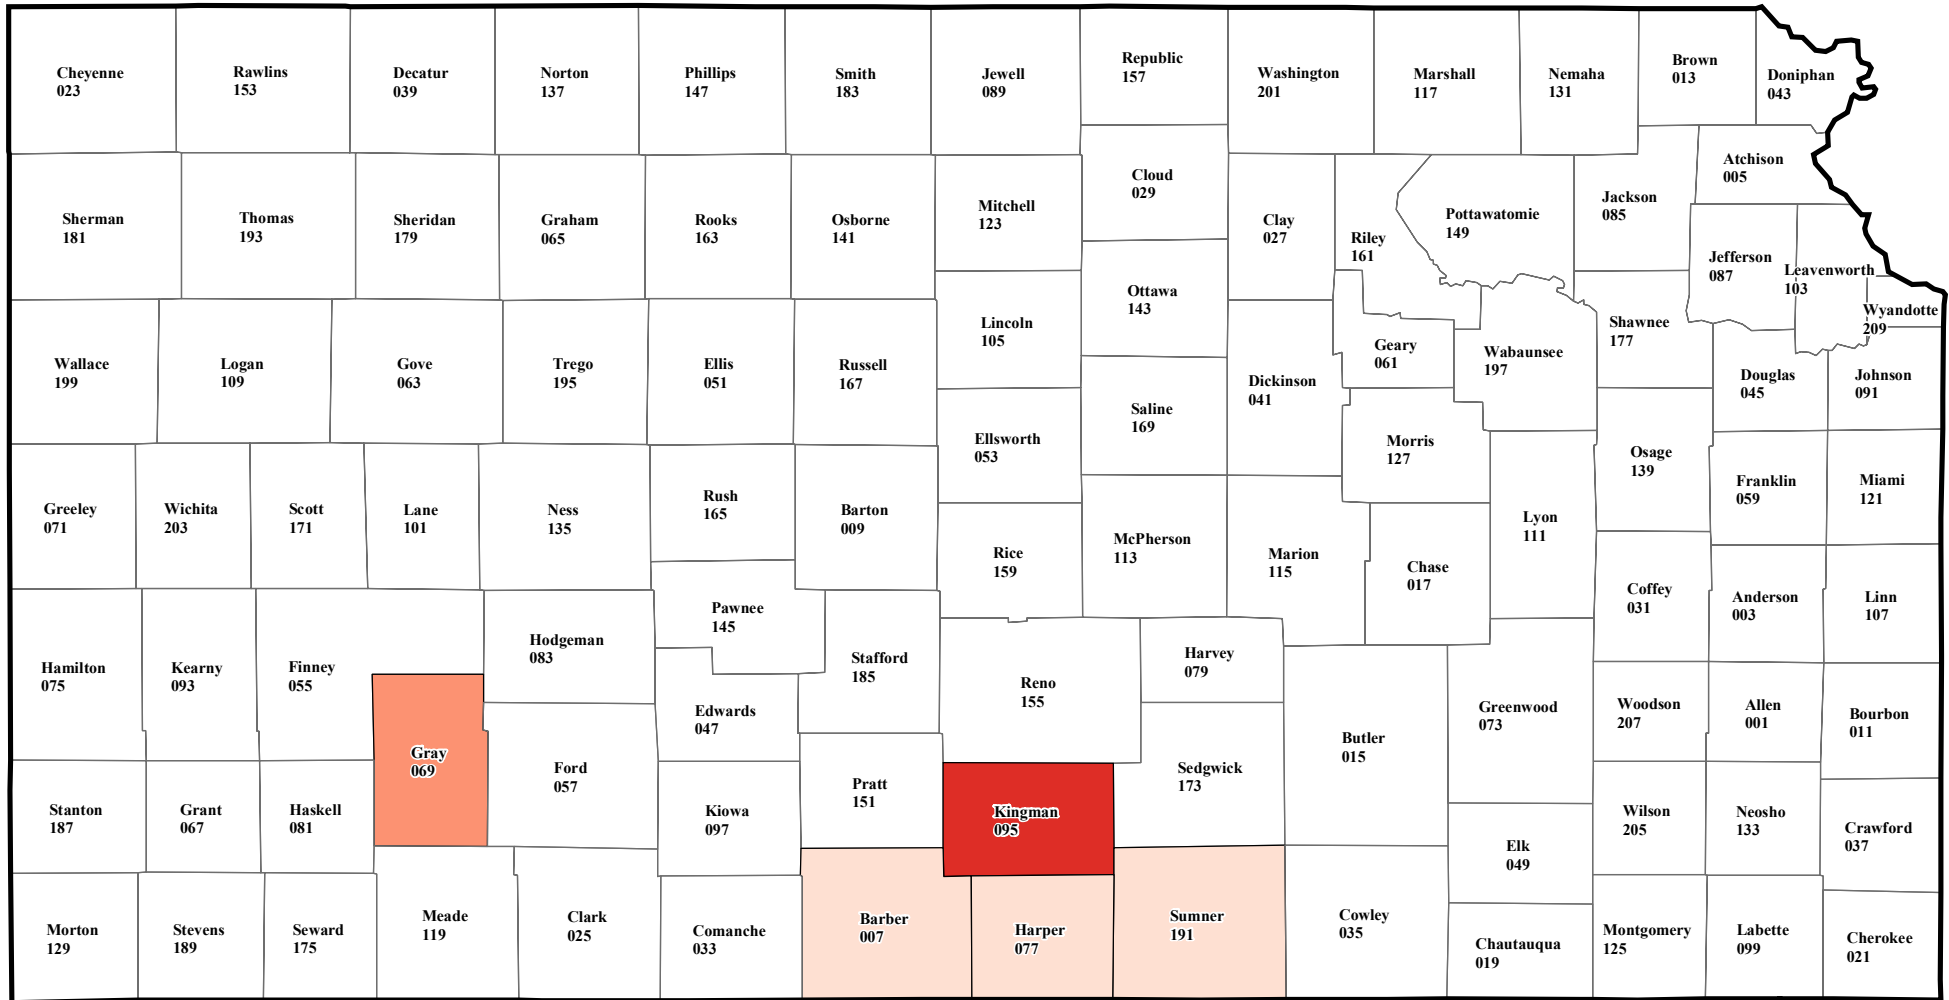 Cheyenne
023
Rawlins
153
Decatur
039
Norton
137
Phillips
147
Smith
183
Jewell
089
Republic
157
Washington
201
Marshall
117
Nemaha
131
Brown
013
Doniphan
043
Sherman
181
Thomas
193
Sheridan
179
Graham
065
Rooks
163
Osborne
141
Mitchell
123
Cloud
029
Clay
027
Riley
161
Pottawatomie
149
Jackson
085
Atchison
005
Jefferson
087
Leavenworth
103
Wyandotte
209
Wallace
199
Logan
109
Gove
063
Trego
195
Ellis
051
Russell
167
Lincoln
105
Ottawa
143
Dickinson
041
Geary
061
Wabaunsee
197
Shawnee
177
Douglas
045
Johnson
091
Ellsworth
053
Saline
169
Morris
127
Osage
139
Franklin
059
Miami
121
Greeley
071
Wichita
203
Scott
171
Lane
101
Ness
135
Rush
165
Barton
009
Rice
159
McPherson
113
Marion
115
Chase
017
Lyon
111
Coffey
031
Anderson
003
Linn
107
Hamilton
075
Kearny
093
Finney
055
Hodgeman
083
Pawnee
145
Stafford
185
Edwards
047
Reno
155
Harvey
079
Butler
015
Greenwood
073
Woodson
207
Allen
001
Bourbon
011
Gray
069
Ford
057
Pratt
151
Kiowa
097
Kingman
095
Sedgwick
173
Stanton
187
Grant
067
Haskell
081
Elk
049
Wilson
205
Neosho
133
Crawford
037
Morton
129
Stevens
189
Seward
175
Meade
119
Clark
025
Comanche
033
Barber
007
Harper
077
Sumner
191
Cowley
035
Chautauqua
019
Montgomery
125
Labette
099
Cherokee
021